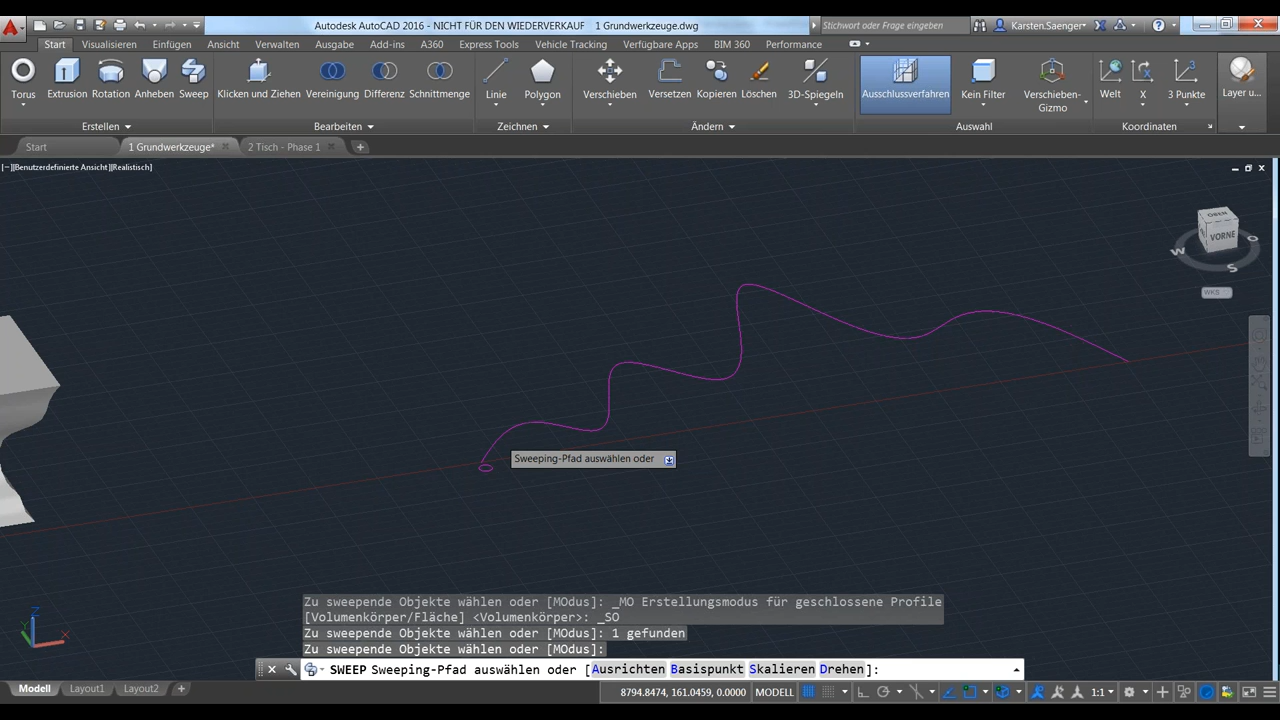 Autodesk AutoCAD 2016 - NICHT FÜR DEN WIEDERVERKAUF 1 Grundwerkzeuge.dwg
Stichwort oder Frage eingeben
Karsten.Saenger
Start Visualisieren Einfügen Ansicht Verwalten Ausgabe Add-ins A360 Express Tools Vehicle Tracking Verfügbare Apps BIM 360 Performance
Torus Extrusion Rotation Anheben Sweep Klicken und Ziehen Vereinigung Differenz Schnittmenge Linie Polygon Verschieben Versetzen Kopieren Löschen 3D-Spiegeln Ausschlussverfahren Kein Filter Verschieben- Welt X 3 Punkte Layer u...
Gizmo
Erstellen Bearbeiten Zeichnen Ändern Auswahl Koordinaten
Start 1 Grundwerkzeuge* 2 Tisch - Phase 1
[−]|Benutzerdefinierte Ansicht]|Realistisch]
OBEN
VORNE
W
O
S
WKS
Sweeping-Pfad auswählen oder
Zu sweepende Objekte wählen oder [MOdus]: _MO Erstellungsmodus für geschlossene Profile
[Volumenkörper/Fläche] <Volumenkörper>: _SO
Zu sweepende Objekte wählen oder [MOdus]: 1 gefunden
Zu sweepende Objekte wählen oder [MOdus]:
Z
Y
X
SWEEP Sweeping-Pfad auswählen oder [Ausrichten Basispunkt Skalieren Drehen]:
Modell Layout1 Layout2
8794.8474, 161.0459, 0.0000 MODELL 1:1